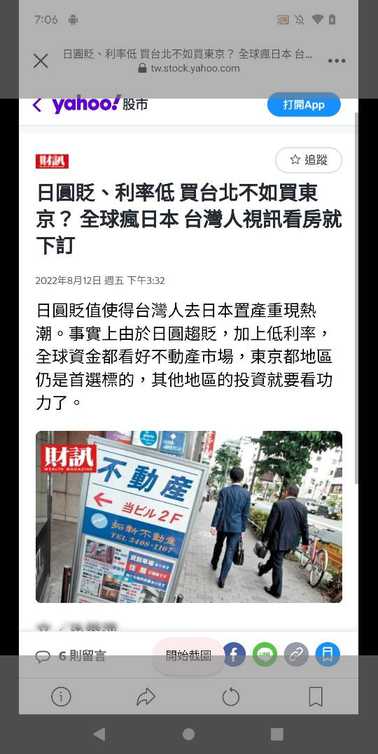 7:06
日圓貶、利率低 買台北不如買東京？ 全球瘋日本 台...
tw.stock.yahoo.com
yahoo! 股市
打開App
財訊
追蹤
日圓貶、利率低 買台北不如買東
京？ 全球瘋日本 台灣人視訊看房就
下訂
2022年8月12日 週五 下午3:32
日圓貶值使得台灣人去日本置產重現熱
潮。事實上由於日圓趨貶，加上低利率，
全球資金都看好不動產市場，東京都地區
仍是首選標的，其他地區的投資就要看功
力了。
財訊
WEALTH MAGAZINE
不動産
当ビル2F
拓新不動産
TEL 3408-1107
6 則留言
開始截圖
LINE